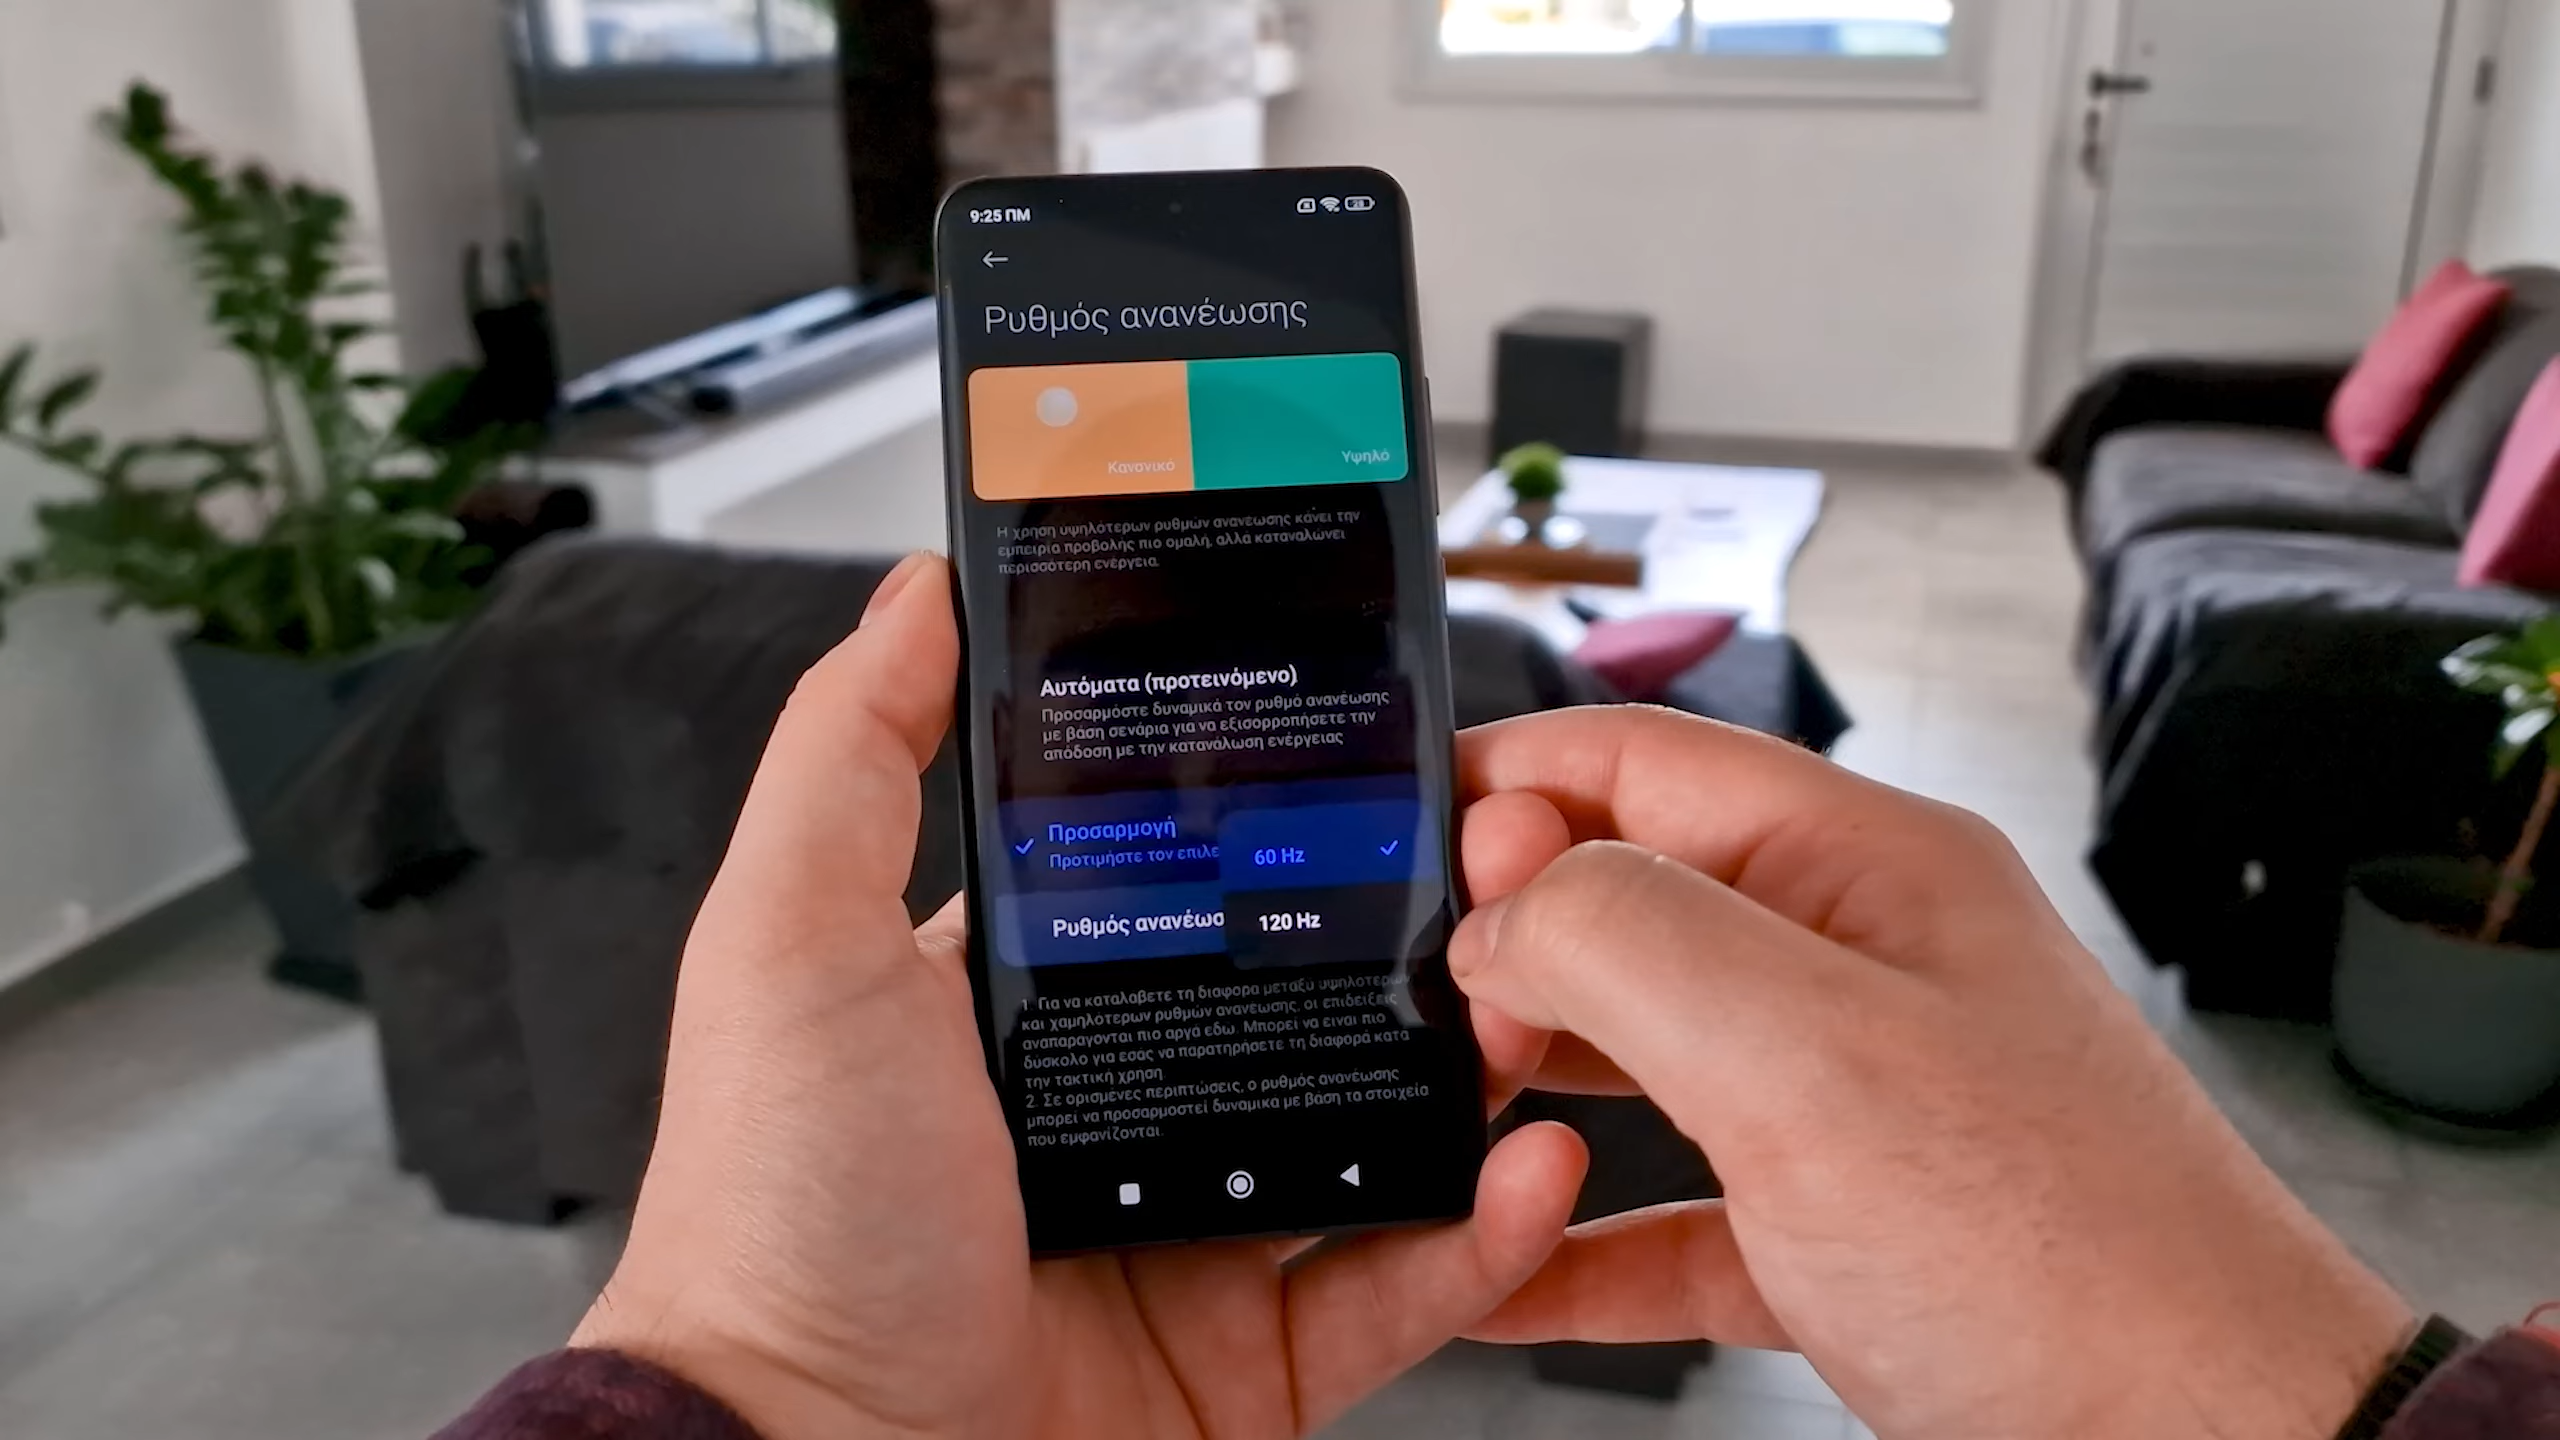 9:25 ΠΜ
28
Ρυθμός ανανέωσης
Κανονικό
Υψηλό
Η χρήση υψηλότερων ρυθμών ανανέωσης κάνει την
εμπειρία προβολής πιο ομαλή, αλλά καταναλώνει
περισσότερη ενέργεια.
Αυτόματα (προτεινόμενο)
Προσαρμόστε δυναμικά τον ρυθμό ανανέωσης
με βάση σενάρια για να εξισορροπήσετε την
απόδοση με την κατανάλωση ενέργειας
Προσαρμογή
Προτιμήστε τον επιλε
60 Hz
Ρυθμός ανανέωσ
120 Hz
1. Για να καταλάβετε τη διαφορά μεταξύ υψηλότερων
και χαμηλότερων ρυθμών ανανέωσης, οι επιδείξεις
αναπαράγονται πιο αργά εδώ. Μπορεί να είναι πιο
δύσκολο για εσάς να παρατηρήσετε τη διαφορά κατά
την τακτική χρήση.
2. Σε ορισμένες περιπτώσεις, ο ρυθμός ανανέωσης
μπορεί να προσαρμοστεί δυναμικά με βάση τα στοιχεία
που εμφανίζονται.